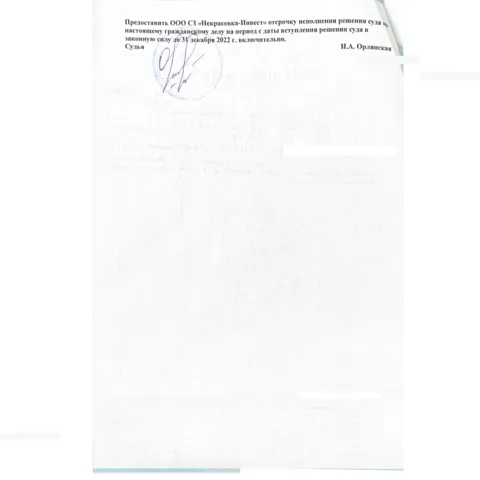 Предоставить ООО СЗ «Некрасовка-Инвест» отсрочку исполнения решения суда по
настоящему гражданскому делу на период с даты вступления решения суда в
законную силу до 31 декабря 2022 г. включительно.
Судья И.А. Орлянская